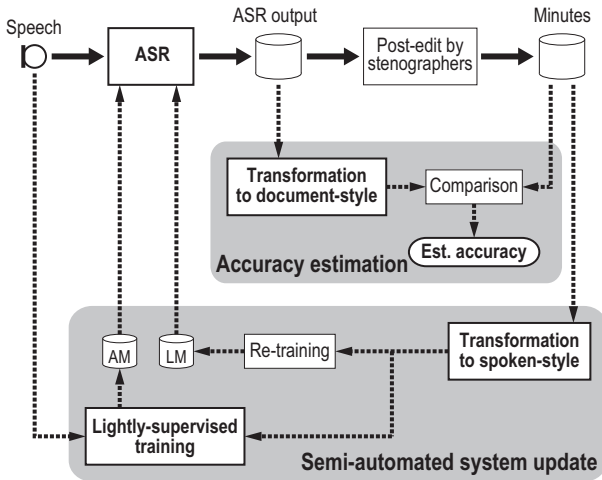 Speech
ASR output
Minutes
ASR
Post-edit by
stenographers
Transformation
to document-style
Comparison
Est. accuracy
Accuracy estimation
AM
LM
Re-training
Transformation
to spoken-style
Lightly-supervised
training
Semi-automated system update